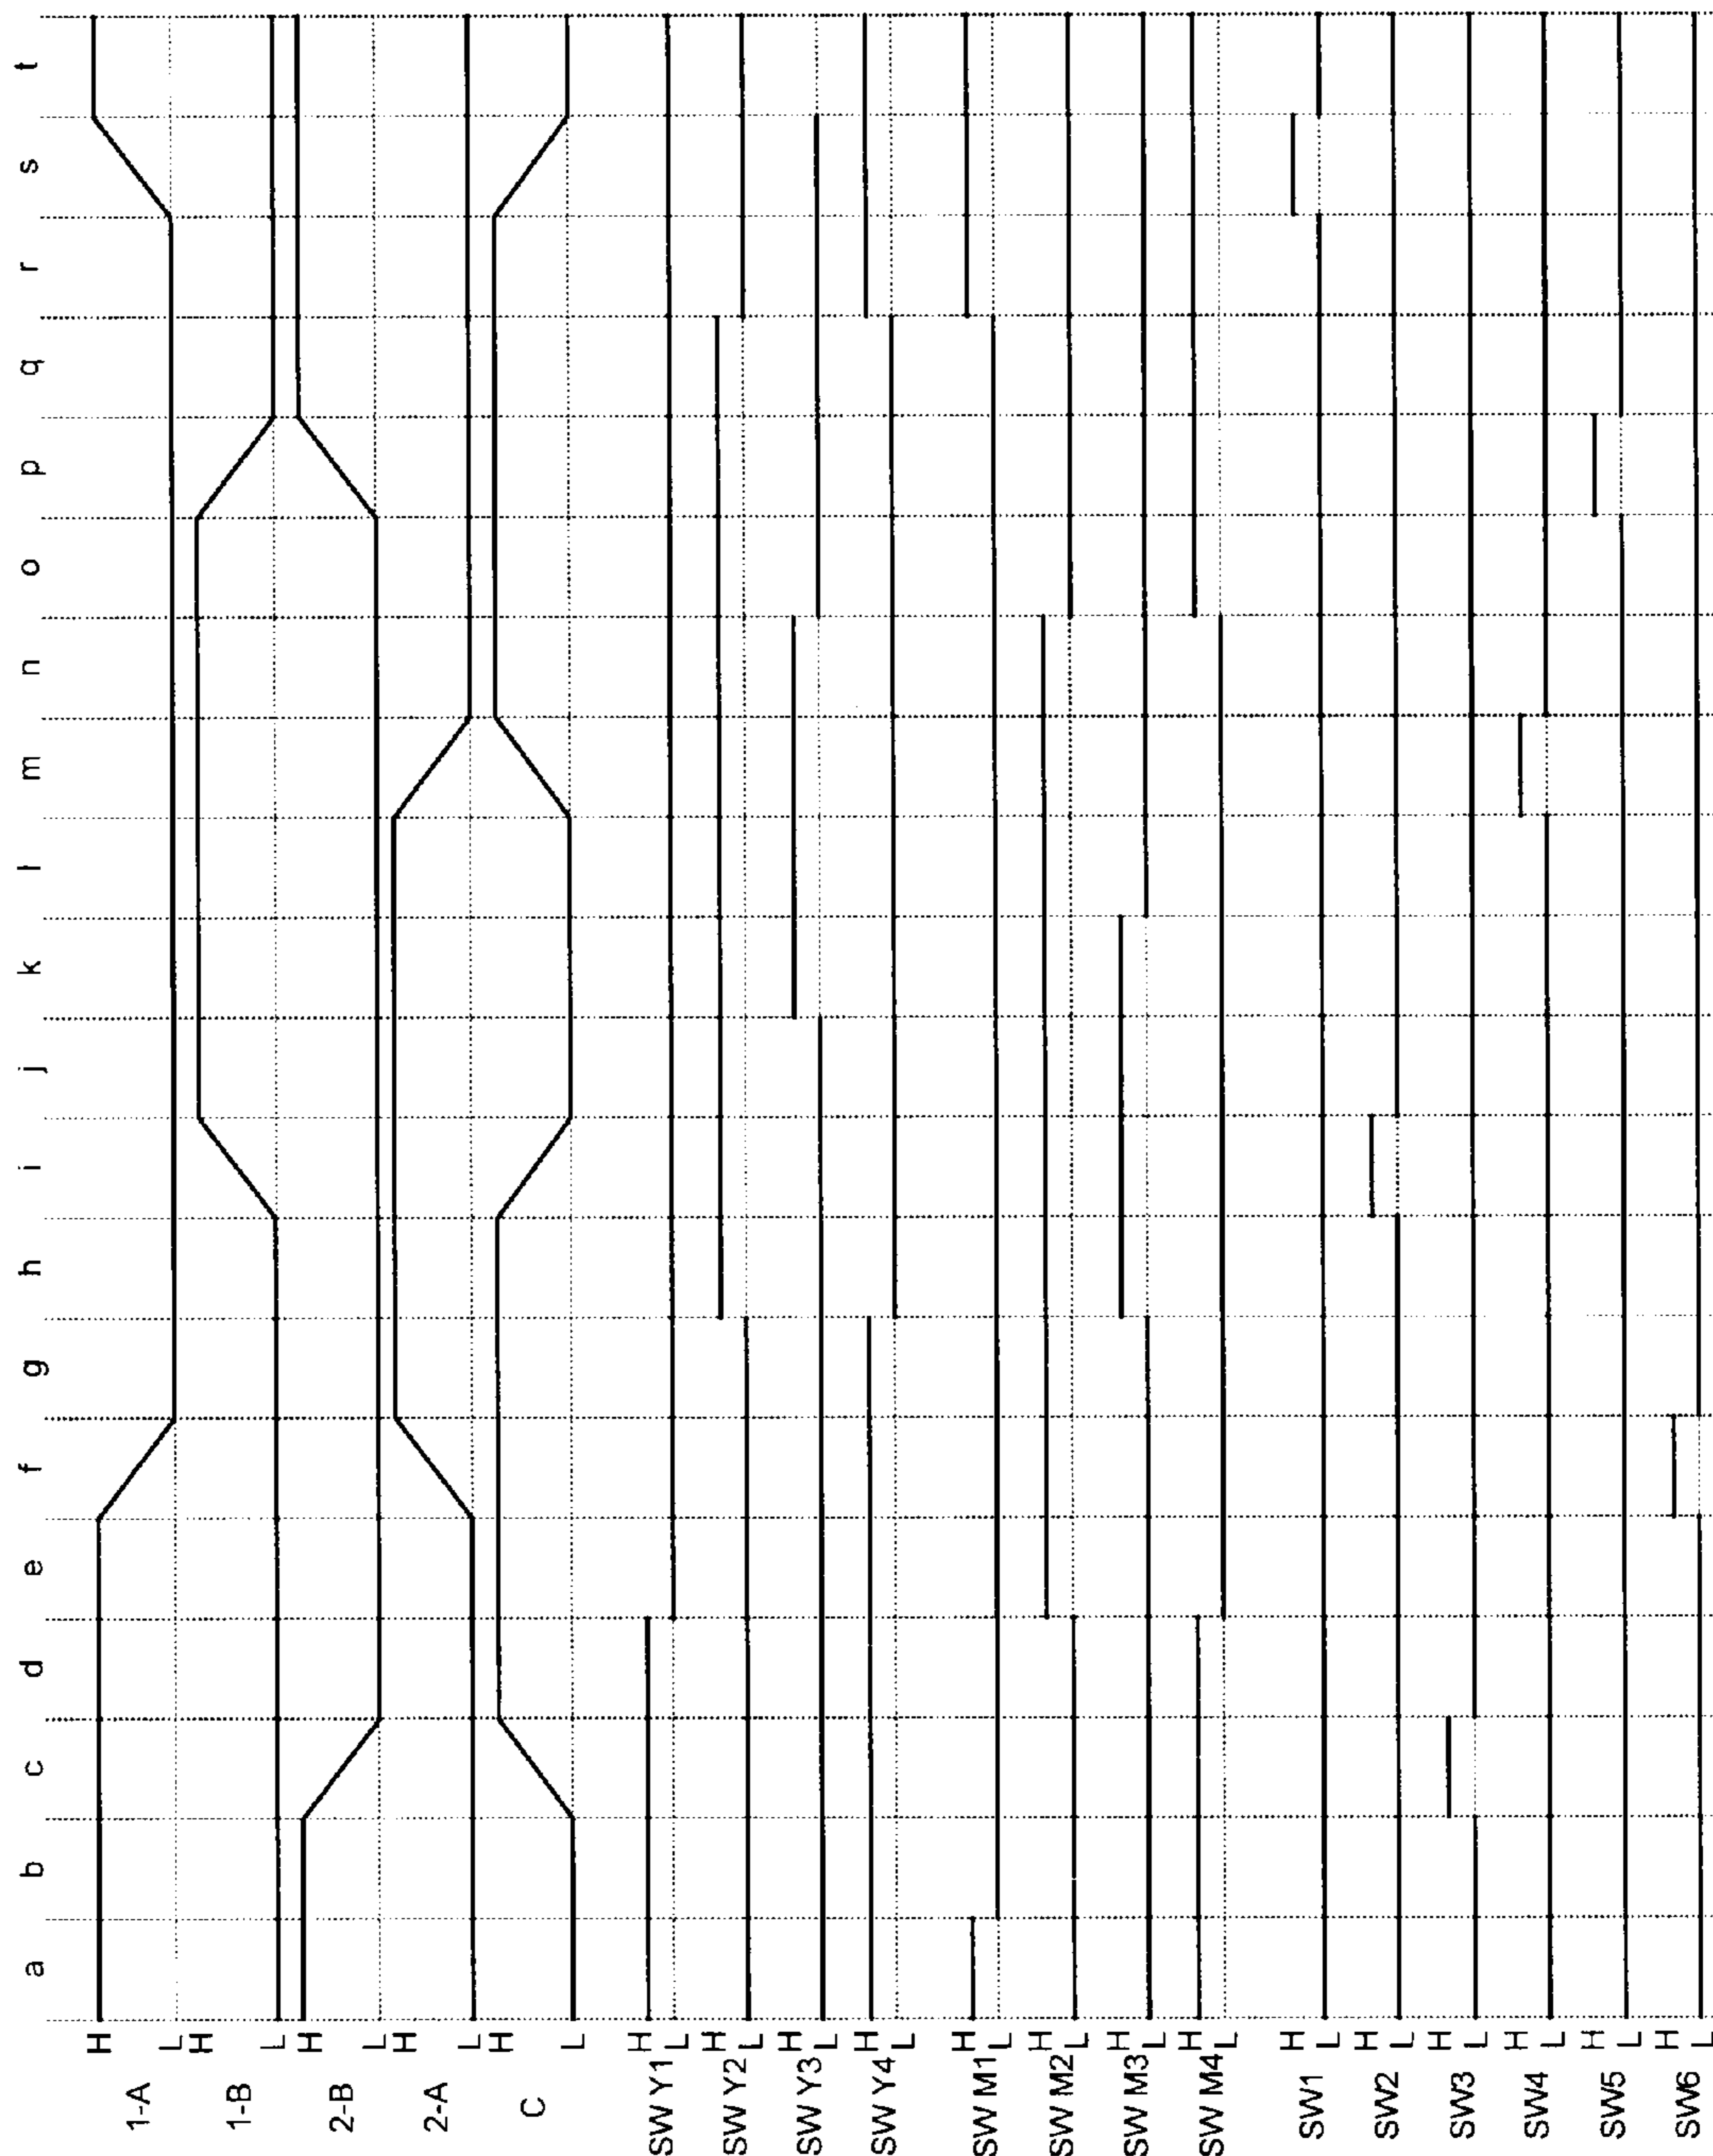 a b c d e f g h i j k l m n o p q r s t
1-A H L
1-B H L
2-B H L
2-A H L
C H L
SW Y1 H L
SW Y2 H L
SW Y3 H L
SW Y4 H L
SW M1 H L
SW M2 H L
SW M3 H L
SW M4 H L
SW1 H L
SW2 H L
SW3 H L
SW4 H L
SW5 H L
SW6 H L